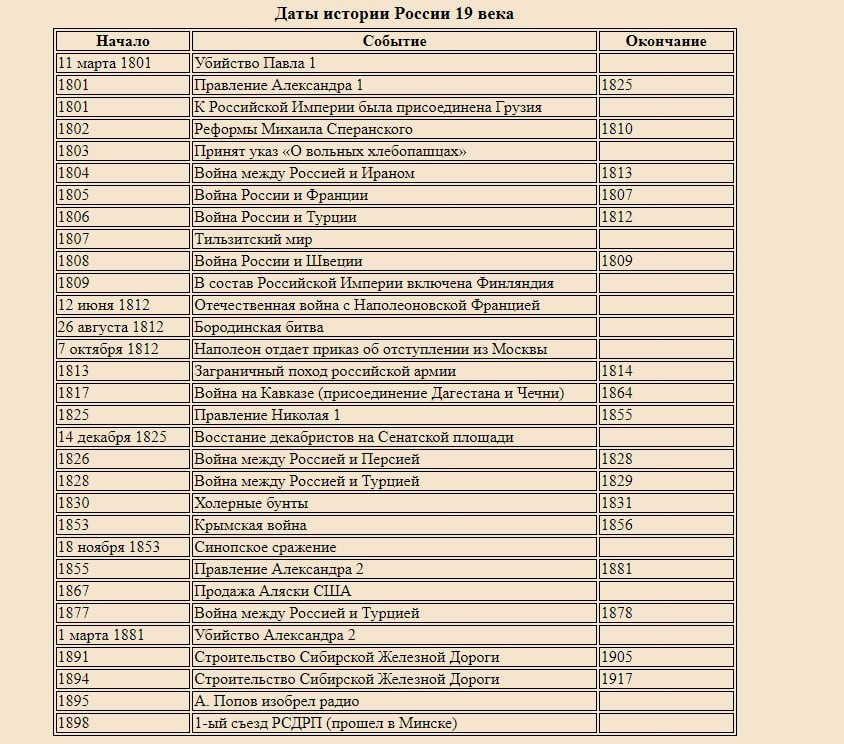 Даты истории России 19 века
Начало Событие Окончание
11 марта 1801 Убийство Павла 1
1801 Правление Александра 1 1825
1801 К Российской Империи была присоединена Грузия
1802 Реформы Михаила Сперанского 1810
1803 Принят указ «О вольных хлебопашцах»
1804 Война между Россией и Ираном 1813
1805 Война России и Франции 1807
1806 Война России и Турции 1812
1807 Тильзитский мир
1808 Война России и Швеции 1809
1809 В состав Российской Империи включена Финляндия
12 июня 1812 Отечественная война с Наполеоновской Францией
26 августа 1812 Бородинская битва
7 октября 1812 Наполеон отдает приказ об отступлении из Москвы
1813 Заграничный поход российской армии 1814
1817 Война на Кавказе (присоединение Дагестана и Чечни) 1864
1825 Правление Николая 1 1855
14 декабря 1825 Восстание декабристов на Сенатской площади
1826 Война между Россией и Персией 1828
1828 Война между Россией и Турцией 1829
1830 Холерные бунты 1831
1853 Крымская война 1856
18 ноября 1853 Синопское сражение
1855 Правление Александра 2 1881
1867 Продажа Аляски США
1877 Война между Россией и Турцией 1878
1 марта 1881 Убийство Александра 2
1891 Строительство Сибирской Железной Дороги 1905
1894 Строительство Сибирской Железной Дороги 1917
1895 А. Попов изобрел радио
1898 1-ый съезд РСДРП (прошел в Минске)